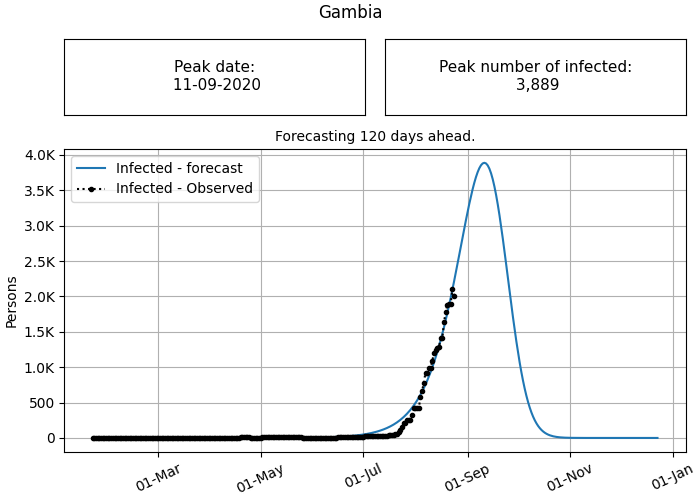 Gambia
Peak date:
11-09-2020
Peak number of infected:
3,889
Forecasting 120 days ahead.
Infected - forecast
Infected - Observed
Persons
4.0K
3.5K
3.0K
2.5K
2.0K
1.5K
1.0K
500
0
01-Mar
01-May
01-Jul
01-Sep
01-Nov
01-Jan